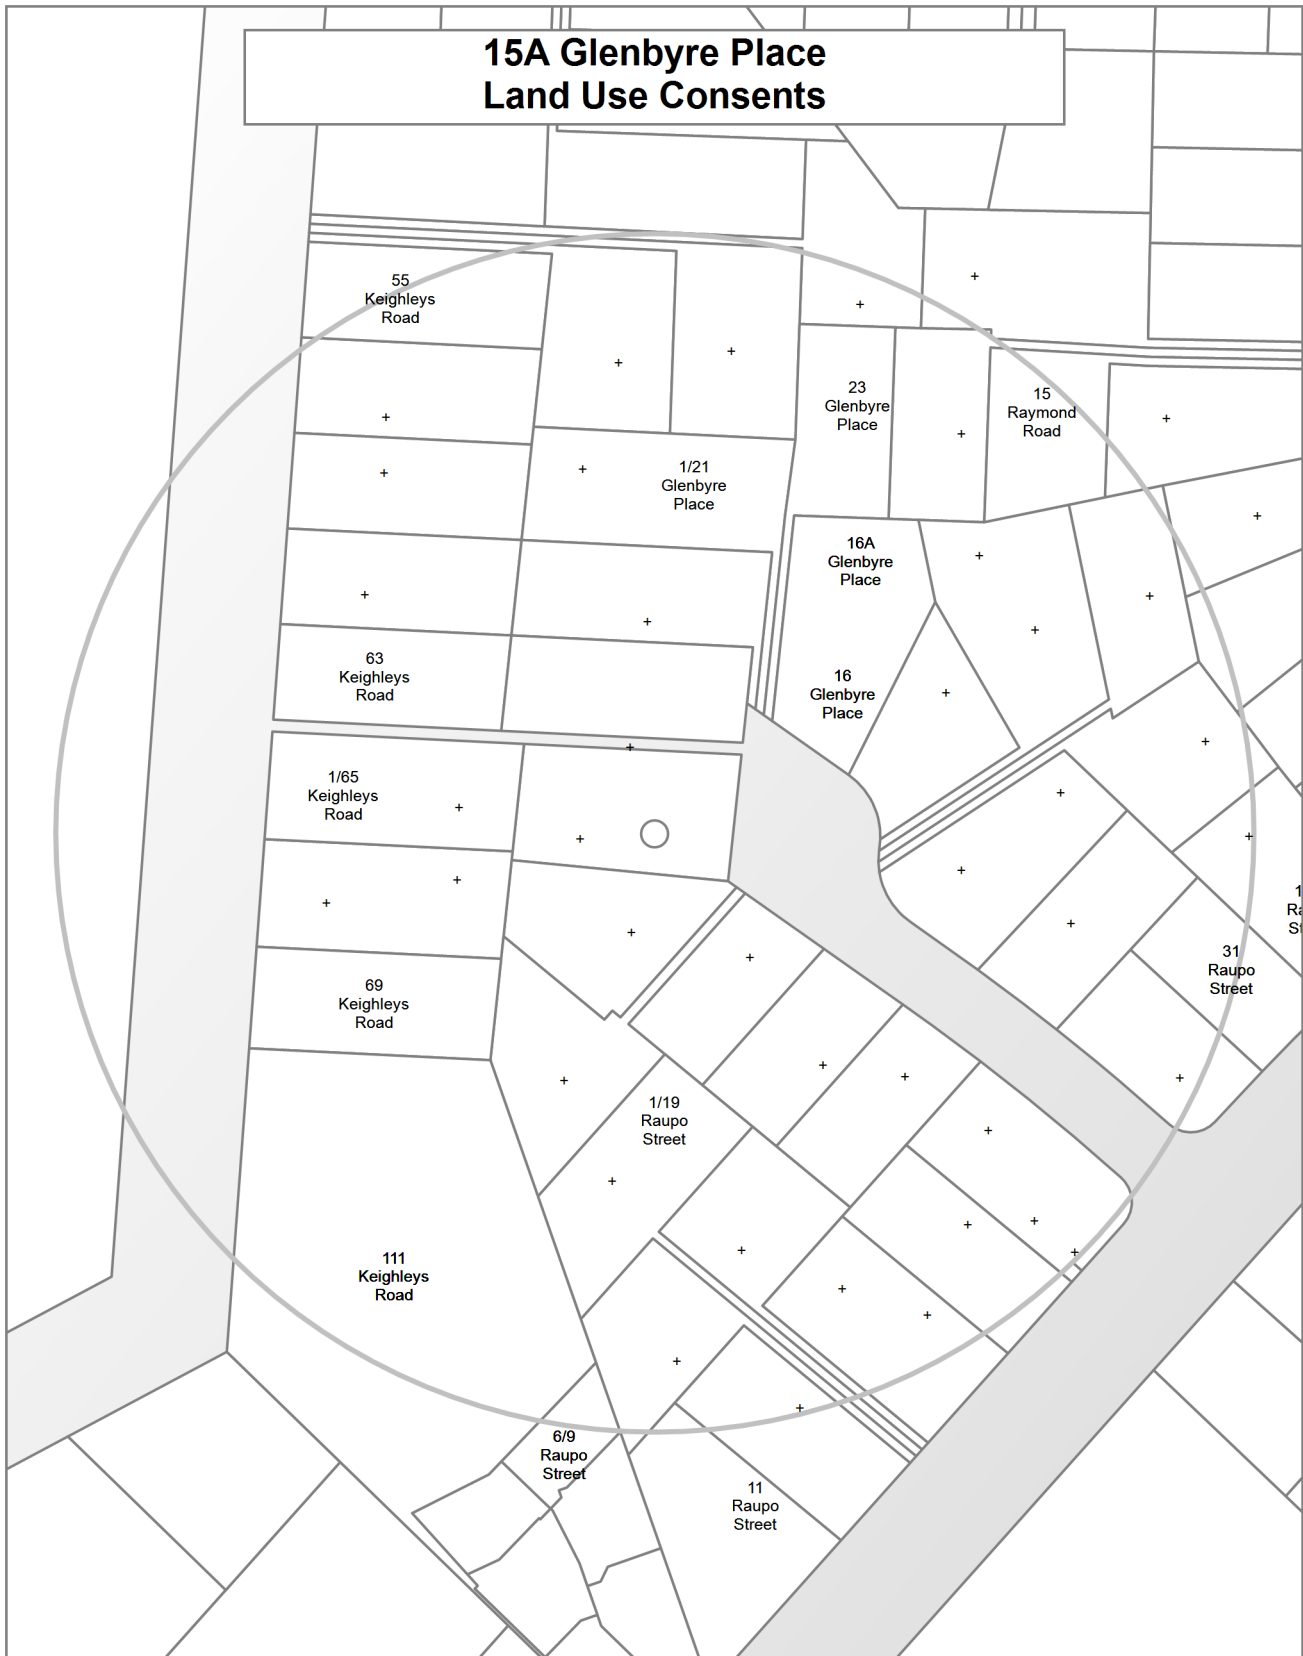 15A Glenbyre Place
Land Use Consents
55
Keighleys
Road
23
Glenbyre
Place
15
Raymond
Road
1/21
Glenbyre
Place
16A
Glenbyre
Place
63
Keighleys
Road
16
Glenbyre
Place
1/65
Keighleys
Road
31
Raupo
Street
69
Keighleys
Road
1/19
Raupo
Street
111
Keighleys
Road
6/9
Raupo
Street
11
Raupo
Street